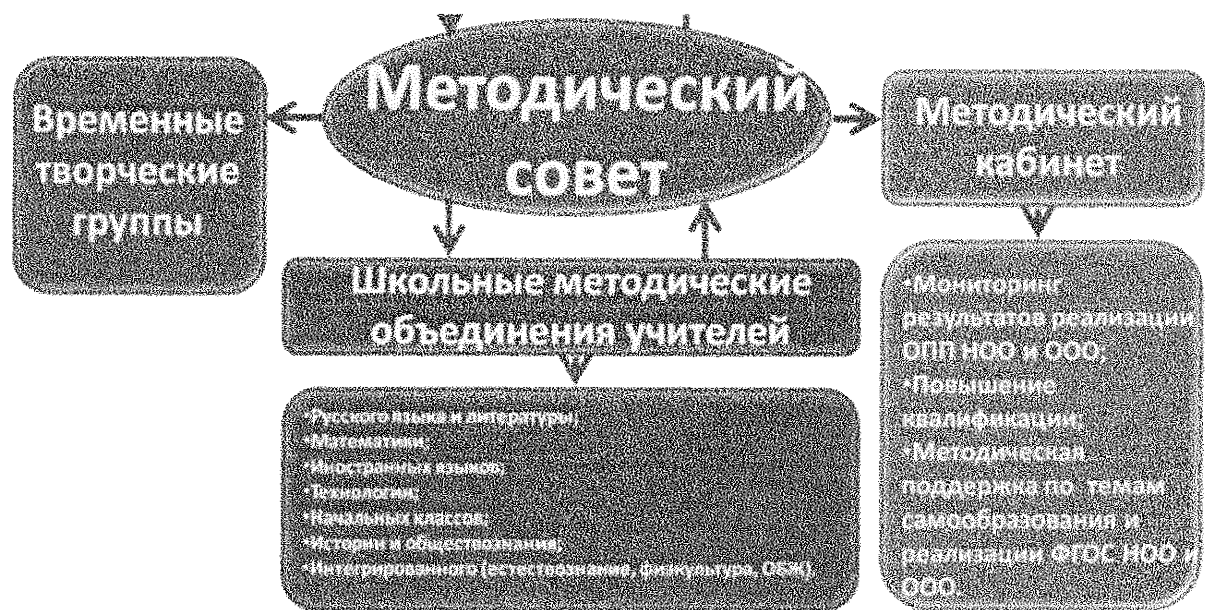 Методический
совет
Временные
творческие
группы
Методический
кабинет
Школьные методические
объединения учителей
•Русского языка и литературы;
•Математики;
•Иностранных языков;
•Технологии;
•Начальных классов;
•Истории и обществознания;
•Интегрированного (естествознание, физкультура, ОБЖ)
•Мониторинг
результатов реализации
ОПП НОО и ООО;
•Повышение
квалификации;
•Методическая
поддержка по темам
самообразования и
реализации ФГОС НОО и
ООО.